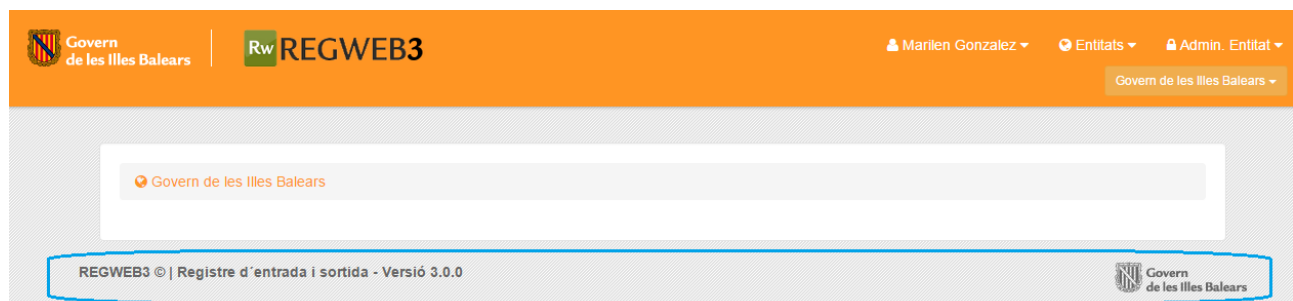 Govern
de les Illes Balears
Rw REGWEB3
Marilen Gonzalez
Entitats
Admin. Entitat
Govern de les Illes Balears
Govern de les Illes Balears
REGWEB3 © | Registre d´entrada i sortida - Versió 3.0.0
Govern
de les Illes Balears